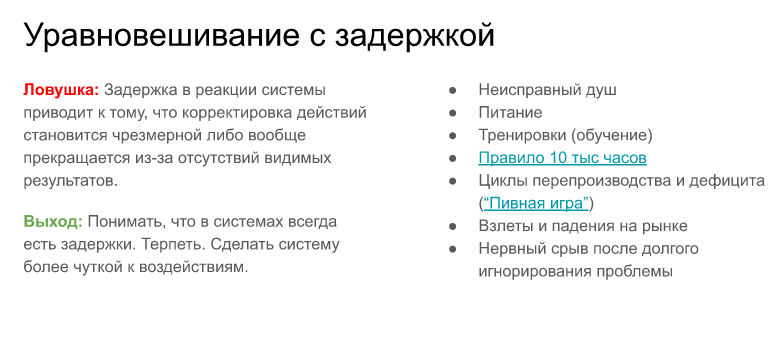 Уравновешивание с задержкой
Ловушка: Задержка в реакции системы
приводит к тому, что корректировка действий
становится чрезмерной либо вообще
прекращается из-за отсутствий видимых
результатов.
Выход: Понимать, что в системах всегда
есть задержки. Терпеть. Сделать систему
более чуткой к воздействиям.
● Неисправный душ
● Питание
● Тренировки (обучение)
● Правило 10 тыс часов
● Циклы перепроизводства и дефицита
(“Пивная игра”)
● Взлеты и падения на рынке
● Нервный срыв после долгого
игнорирования проблемы